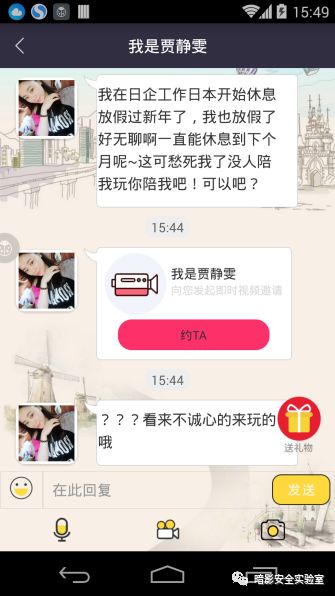 15:49
我是贾静雯
我在日企工作日本开始休息
放假过新年了，我也放假了
好无聊啊一直能休息到下个
月呢~这可愁死我了没人陪
我玩你陪我吧！可以吧？
15:44
我是贾静雯
向您发起即时视频邀请
约TA
15:44
？？？看来不诚心的来玩的
哦
送礼物
在此回复
发送
暗影安全实验室